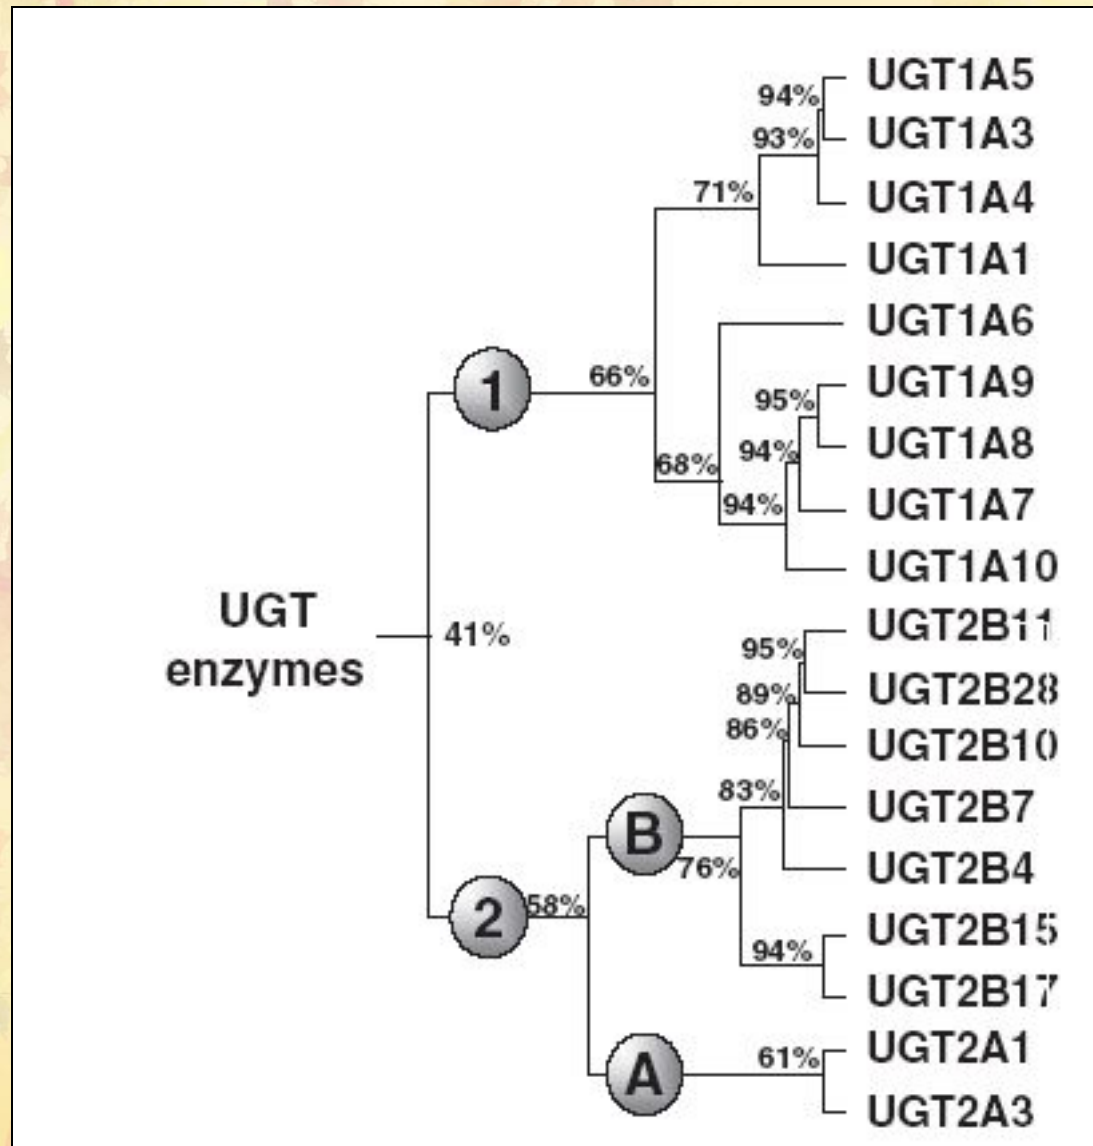 UGT1A5
94%
UGT1A3
93%
UGT1A4
71%
UGT1A1
UGT1A6
1
66%
UGT1A9
95%
UGT1A8
94%
68%
UGT1A7
94%
UGT1A10
UGT
enzymes
41%
UGT2B11
95%
UGT2B28
89%
86%
UGT2B10
83%
UGT2B7
B
76%
UGT2B4
2
58%
UGT2B15
94%
UGT2B17
UGT2A1
61%
A
UGT2A3